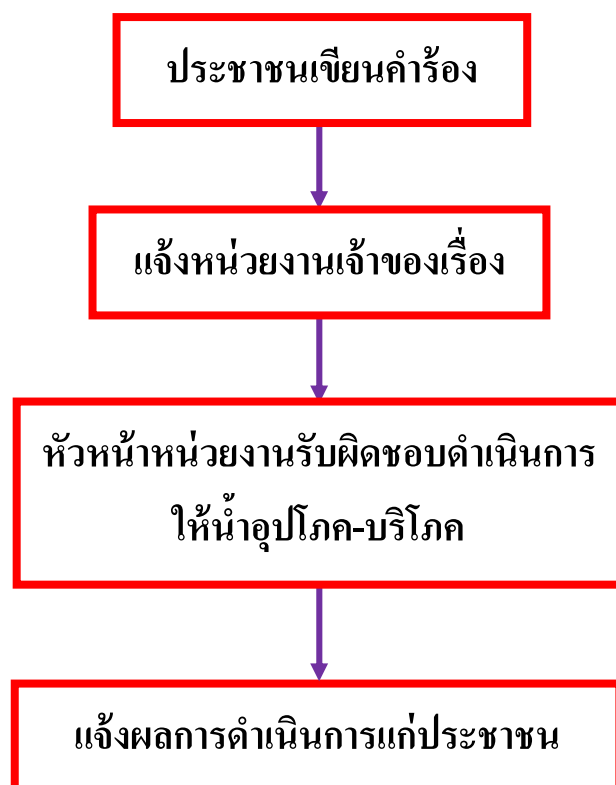 ประชาชนเขียนคำร้อง
แจ้งหน่วยงานเจ้าของเรื่อง
หัวหน้าหน่วยงานรับผิดชอบดำเนินการ
ให้น้ำอุปโภค-บริโภค
แจ้งผลการดำเนินการแก่ประชาชน